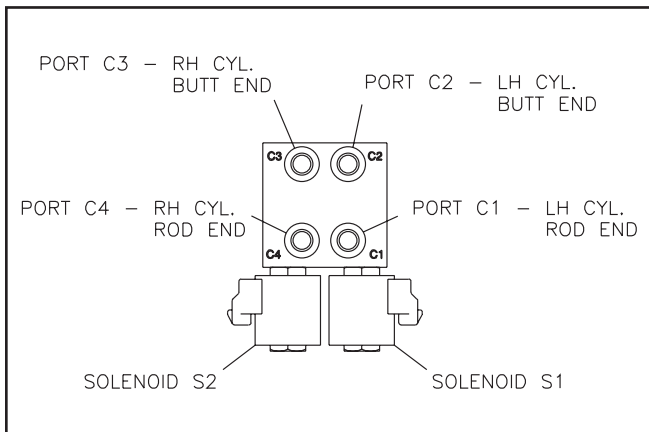 PORT C3 – RH CYL.
BUTT END
PORT C2 – LH CYL.
BUTT END
C3
C2
PORT C4 – RH CYL.
ROD END
PORT C1 – LH CYL.
ROD END
C4
C1
SOLENOID S2
SOLENOID S1